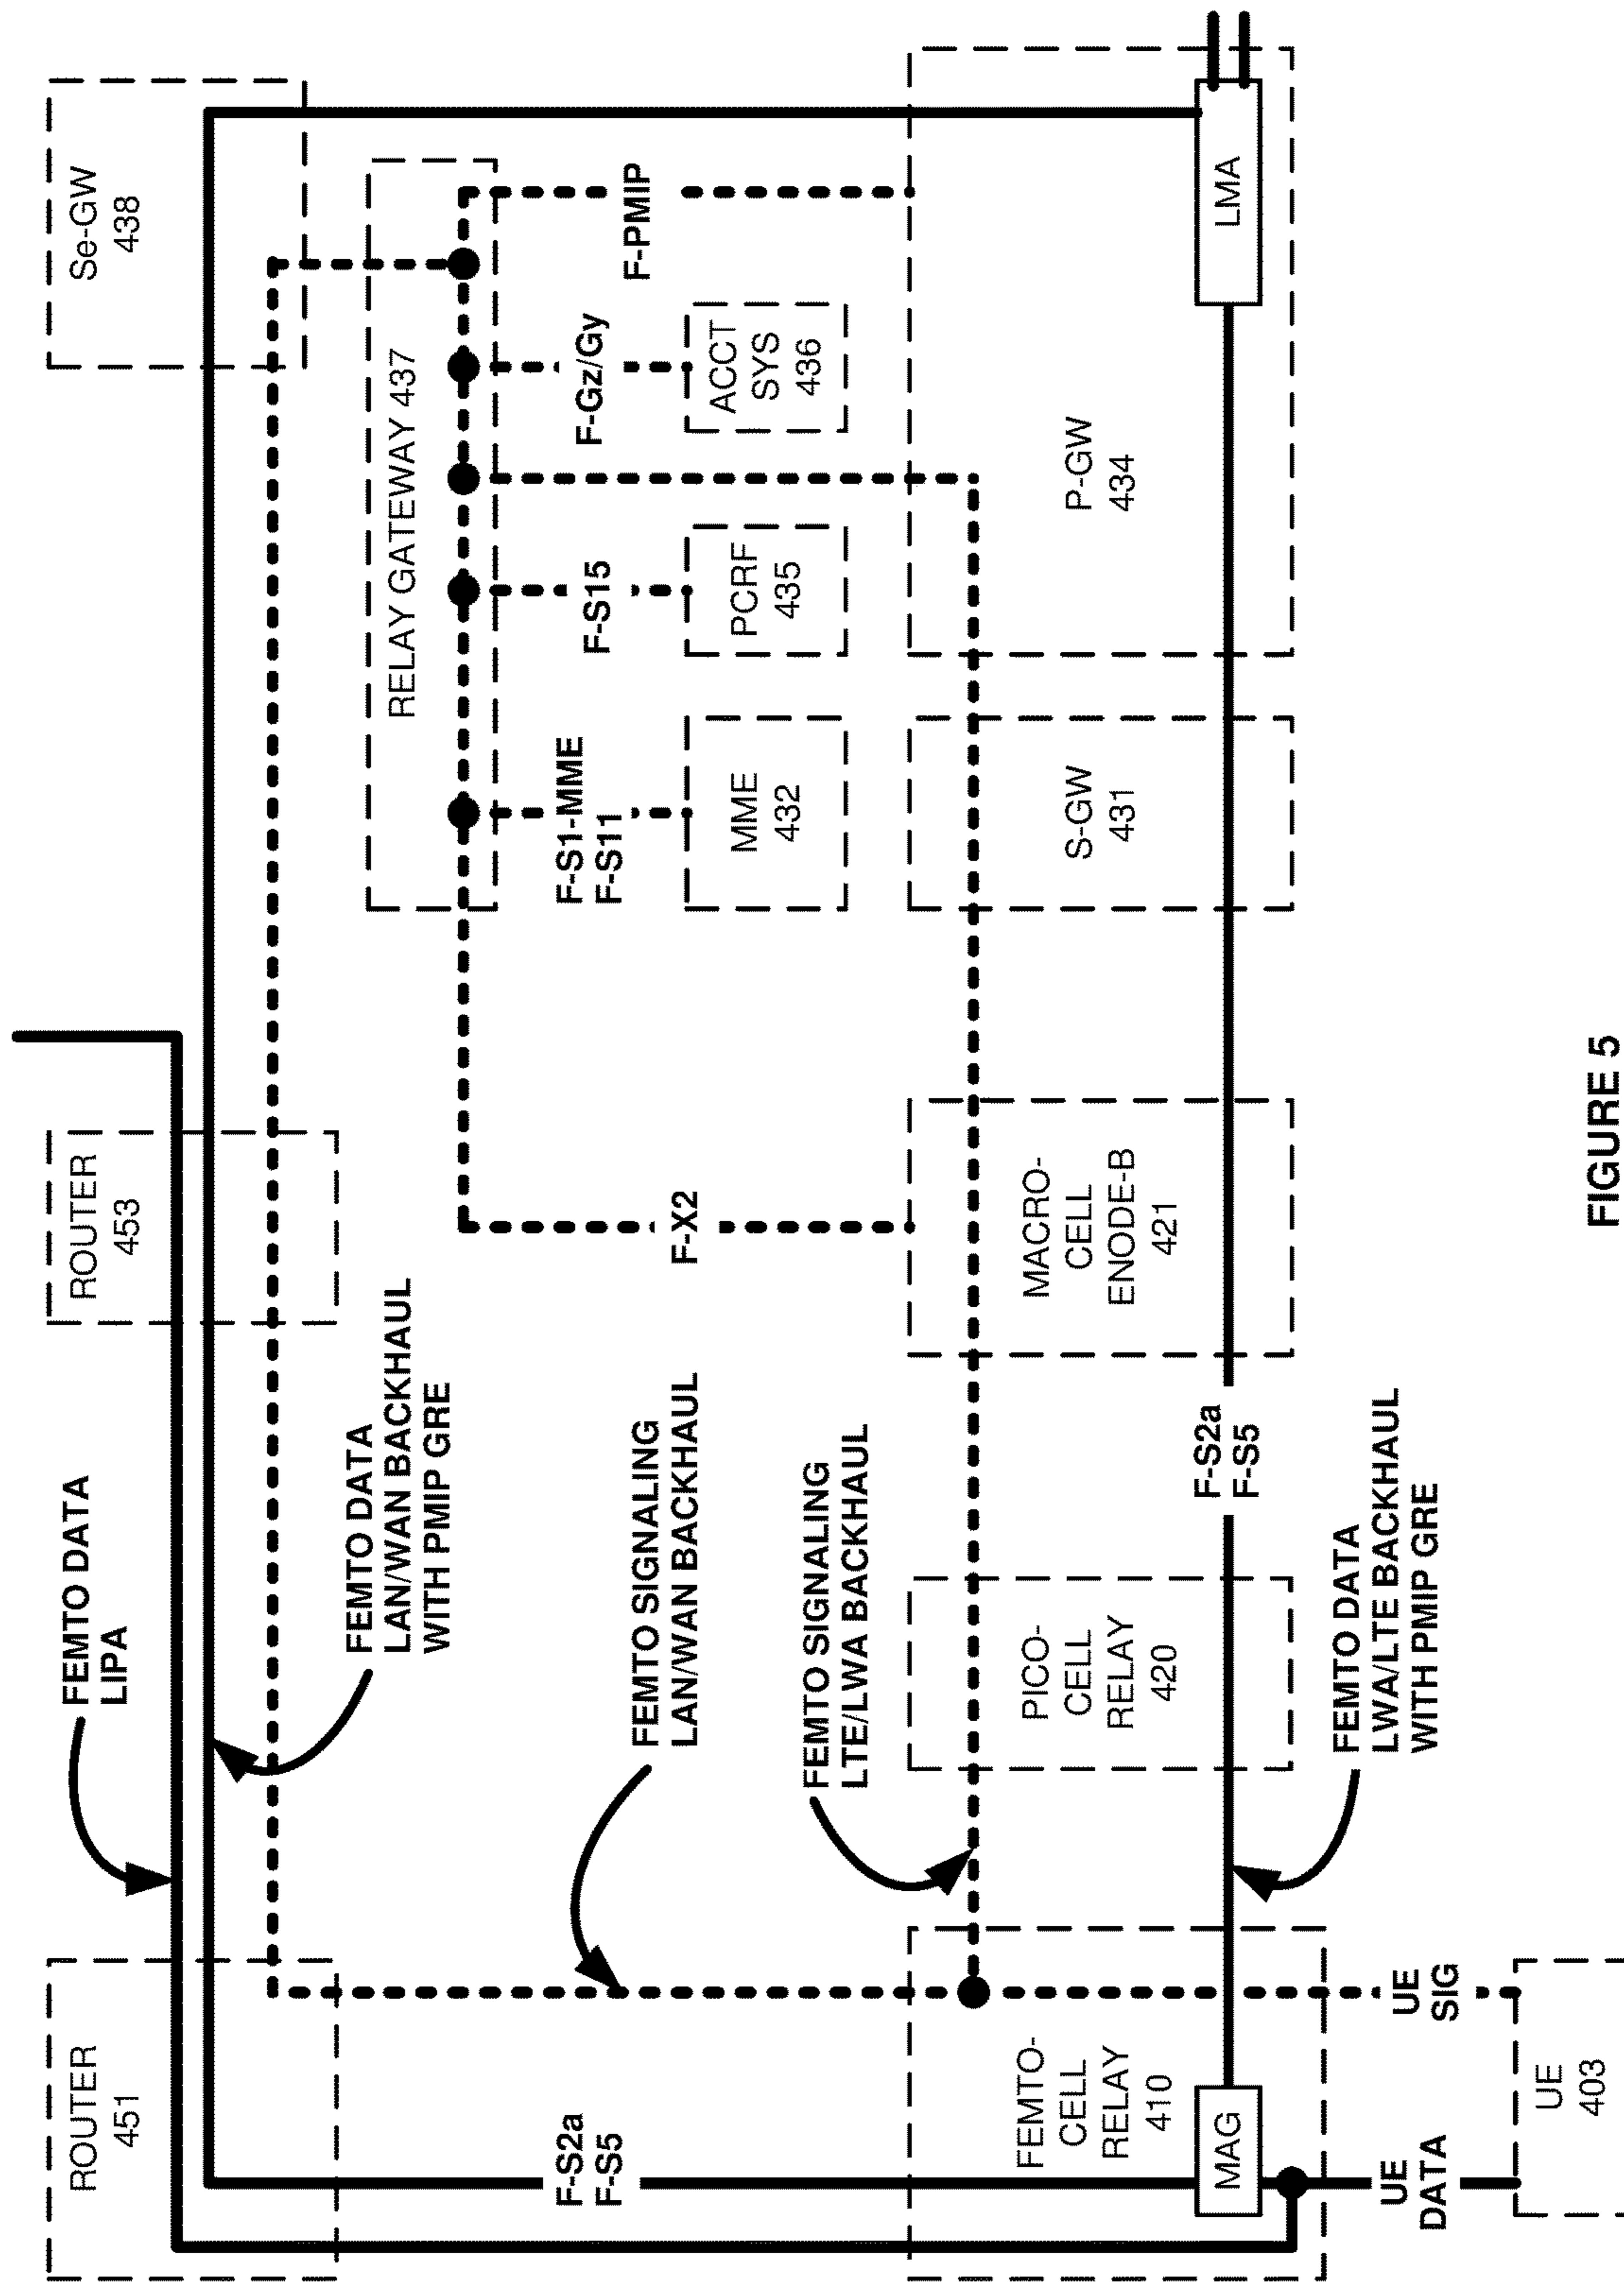 ROUTER
451
FEMTO DATA
LIPA
ROUTER
453
Se-GW
438
FEMTO DATA
LAN/WAN BACKHAUL
WITH PMIP GRE
RELAY GATEWAY 437
F-S2a
F-S5
FEMTO SIGNALING
LAN/WAN BACKHAUL
F-X2
F-S1-MME
F-S11
F-S15
F-Gz/Gy
F-PMIP
MME
432
PCRF
435
ACCT
SYS
436
FEMTO SIGNALING
LTE/LWA BACKHAUL
FEMTO-
CELL
RELAY
410
PICO-
CELL
RELAY
420
MACRO-
CELL
ENODE-B
421
S-GW
431
P-GW
434
MAG
F-S2a
F-S5
LMA
FEMTO DATA
LWA/LTE BACKHAUL
WITH PMIP GRE
UE
DATA
UE
SIG
UE
403
FIGURE 5